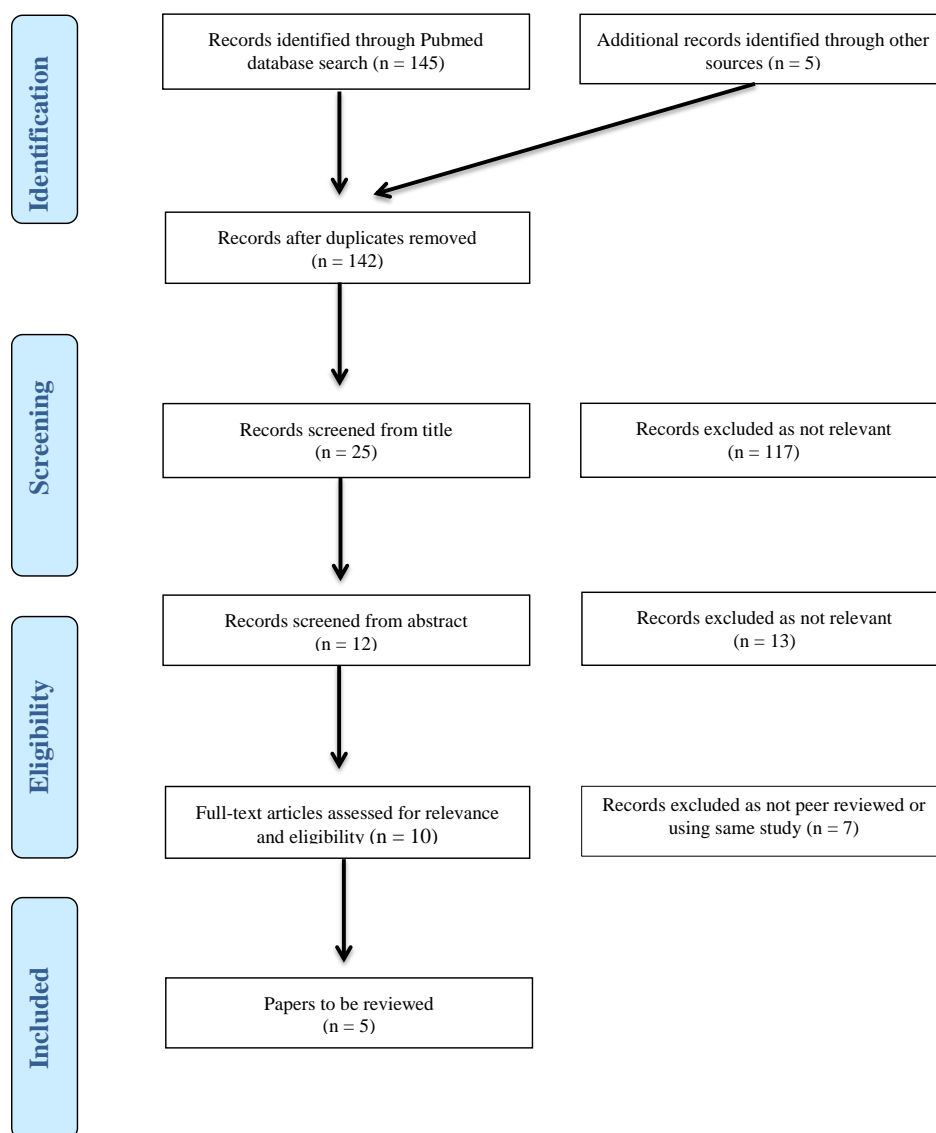 Identification
Records identified through Pubmed
database search (n = 145)
Additional records identified through other
sources (n = 5)
Records after duplicates removed
(n = 142)
Screening
Records screened from title
(n = 25)
Records excluded as not relevant
(n = 117)
Eligibility
Records screened from abstract
(n = 12)
Records excluded as not relevant
(n = 13)
Full-text articles assessed for relevance
and eligibility (n = 10)
Records excluded as not peer reviewed or
using same study (n = 7)
Included
Papers to be reviewed
(n = 5)